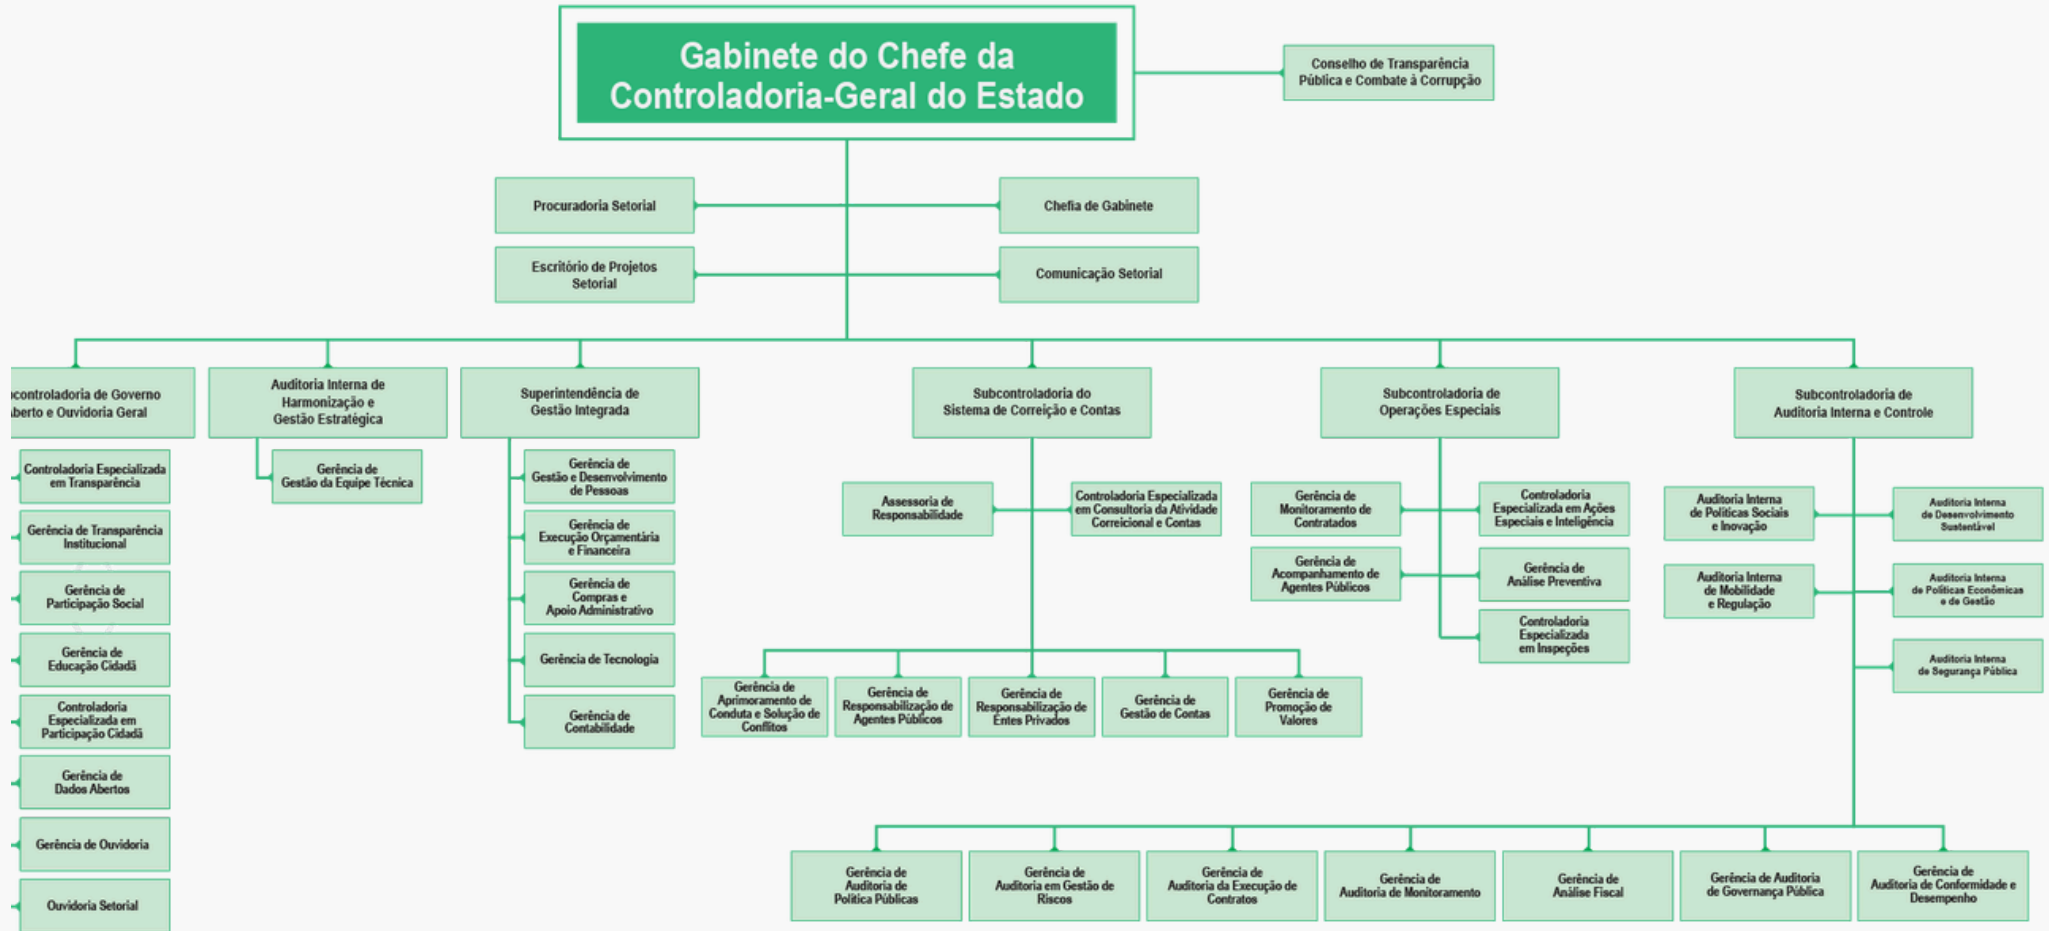 Gabinete do Chefe da
Controladoria-Geral do Estado
Conselho de Transparência
Pública e Combate à Corrupção
Procuradoria Setorial
Chefia de Gabinete
Escritório de Projetos
Setorial
Comunicação Setorial
controladoria de Governo
berto e Ouvidoria Geral
Auditoria Interna de
Harmonização e
Gestão Estratégica
Superintendência de
Gestão Integrada
Subcontroladoria do
Sistema de Correição e Contas
Subcontroladoria de
Operações Especiais
Subcontroladoria de
Auditoria Interna e Controle
Controladoria Especializada
em Transparência
Gerência de Transparência
Institucional
Gerência de
Participação Social
Gerência de
Educação Cidadã
Controladoria
Especializada em
Participação Cidadã
Gerência de
Dados Abertos
Gerência de Ouvidoria
Ouvidoria Setorial
Gerência de
Gestão da Equipe Técnica
Gerência de
Gestão e Desenvolvimento
de Pessoas
Gerência de
Execução Orçamentária
e Financeira
Gerência de
Compras e
Apoio Administrativo
Gerência de Tecnologia
Gerência de
Contabilidade
Assessoria de
Responsabilidade
Controladoria Especializada
em Consultoria da Atividade
Correicional e Contas
Gerência de
Aprimoramento de
Conduta e Solução de
Conflitos
Gerência de
Responsabilização de
Agentes Públicos
Gerência de
Responsabilização de
Entes Privados
Gerência de
Gestão de Contas
Gerência de
Promoção de
Valores
Gerência de
Monitoramento de
Contratados
Controladoria
Especializada em Ações
Especiais e Inteligência
Gerência de
Acompanhamento de
Agentes Públicos
Gerência de
Análise Preventiva
Controladoria
Especializada
em Inspeções
Auditoria Interna
de Políticas Sociais
e Inovação
Auditoria Interna
de Desenvolvimento
Sustentável
Auditoria Interna
de Mobilidade
e Regulação
Auditoria Interna
de Políticas Econômicas
e de Gestão
Auditoria Interna
de Segurança Pública
Gerência de
Auditoria de
Política Públicas
Gerência de
Auditoria em Gestão de
Riscos
Gerência de
Auditoria da Execução de
Contratos
Gerência de
Auditoria de Monitoramento
Gerência de
Análise Fiscal
Gerência de Auditoria
de Governança Pública
Gerência de
Auditoria de Conformidade e
Desempenho